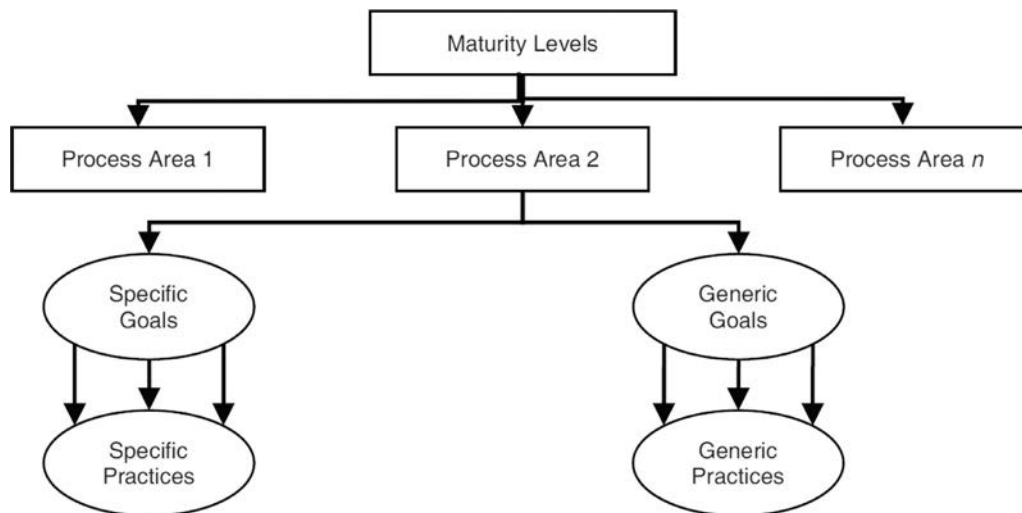 Maturity Levels
Process Area 1
Process Area 2
Process Area n
Specific
Goals
Generic
Goals
Specific
Practices
Generic
Practices